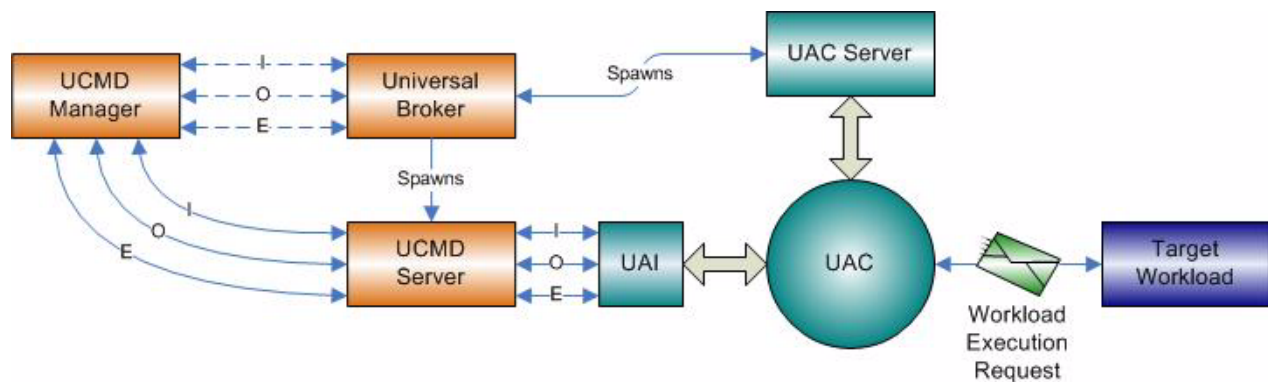 UCMD
Manager
I
O
E
Universal
Broker
Spawns
UAC Server
Spawns
I
O
E
UCMD
Server
I
O
E
UAI
UAC
Target
Workload
Workload
Execution
Request